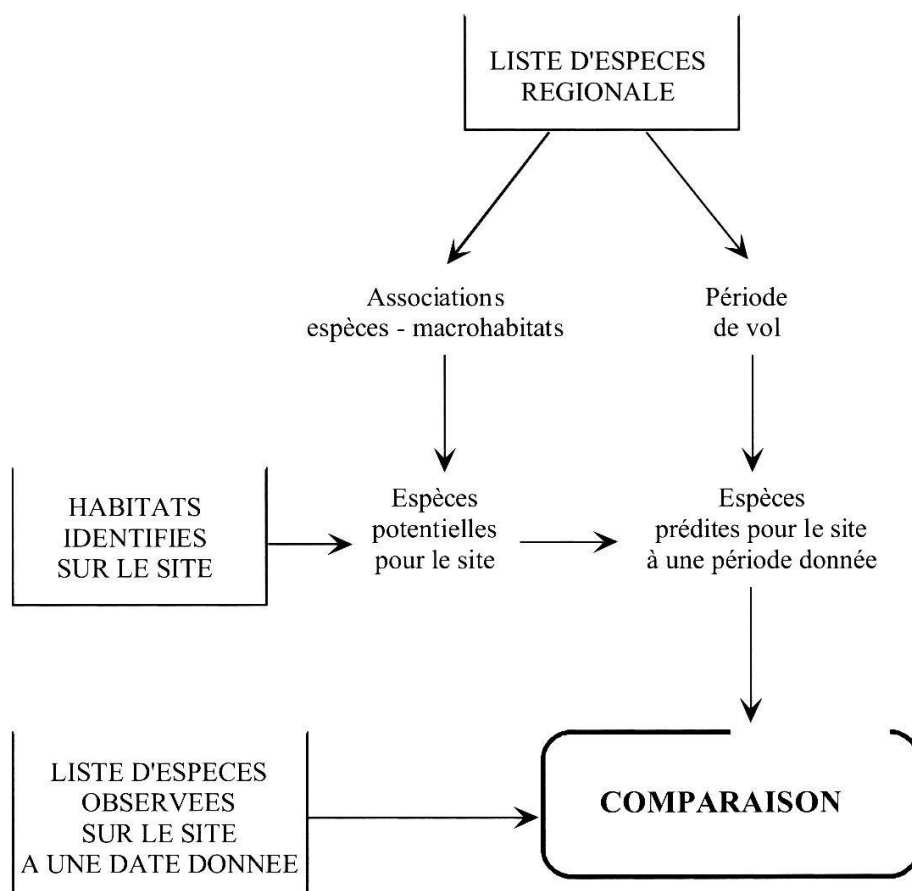 LISTE D'ESPECES
REGIONALE
Associations
espèces - macrohabitats
Période
de vol
HABITATS
IDENTIFIES
SUR LE SITE
Espèces
potentielles
pour le site
Espèces
prédites pour le site
à une période donnée
LISTE D'ESPECES
OBSERVEES
SUR LE SITE
A UNE DATE DONNEE
COMPARAISON